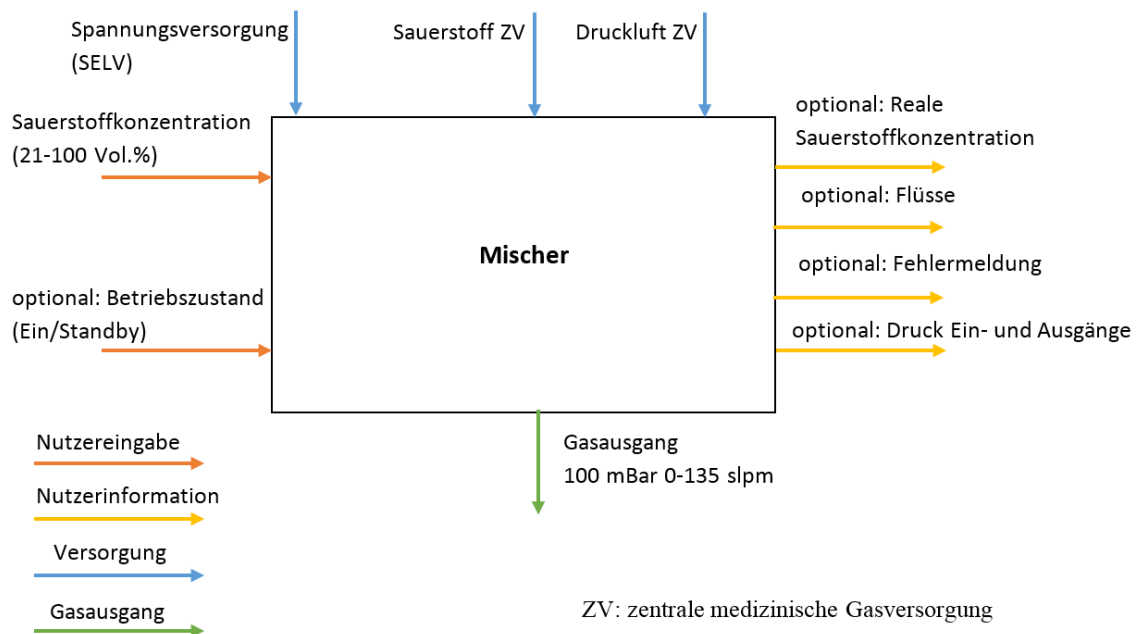 Spannungsversorgung
(SELV)
Sauerstoff ZV
Druckluft ZV
Sauerstoffkonzentration
(21-100 Vol.%)
optional: Reale
Sauerstoffkonzentration
optional: Flüsse
Mischer
optional: Fehlermeldung
optional: Betriebszustand
(Ein/Standby)
optional: Druck Ein- und Ausgänge
Gasausgang
100 mBar 0-135 slpm
Nutzereingabe
Nutzerinformation
Versorgung
Gasausgang
ZV: zentrale medizinische Gasversorgung